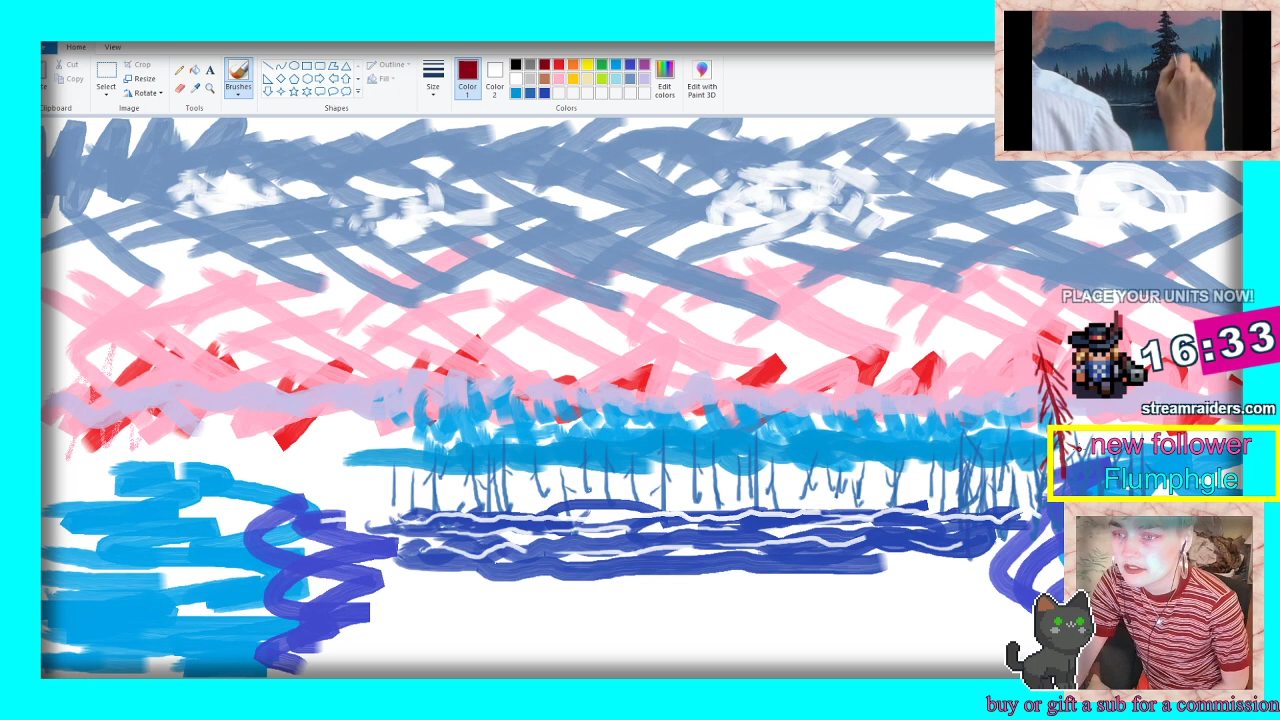 Home View
Cut
Copy
Clipboard
Select
Crop
Resize
Rotate
Image
A
Tools
Brushes
Outline
Fill
Shapes
Size
Color
1
Color
2
Edit
colors
Colors
Edit with
Paint 3D
PLACE YOUR UNITS NOW!
16:33
streamraiders.com
new follower
Flumphgle
buy or gift a sub for a commission